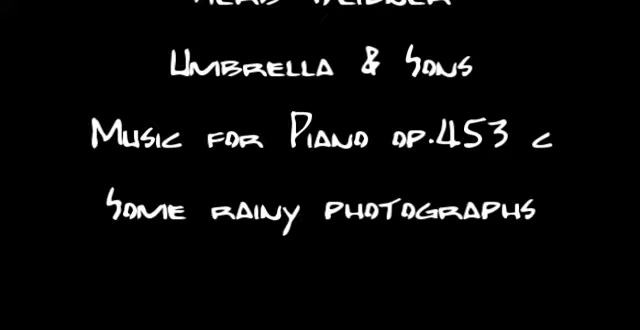 Umbrella & Sons
Music for Piano op.453 c
Some rainy photographs